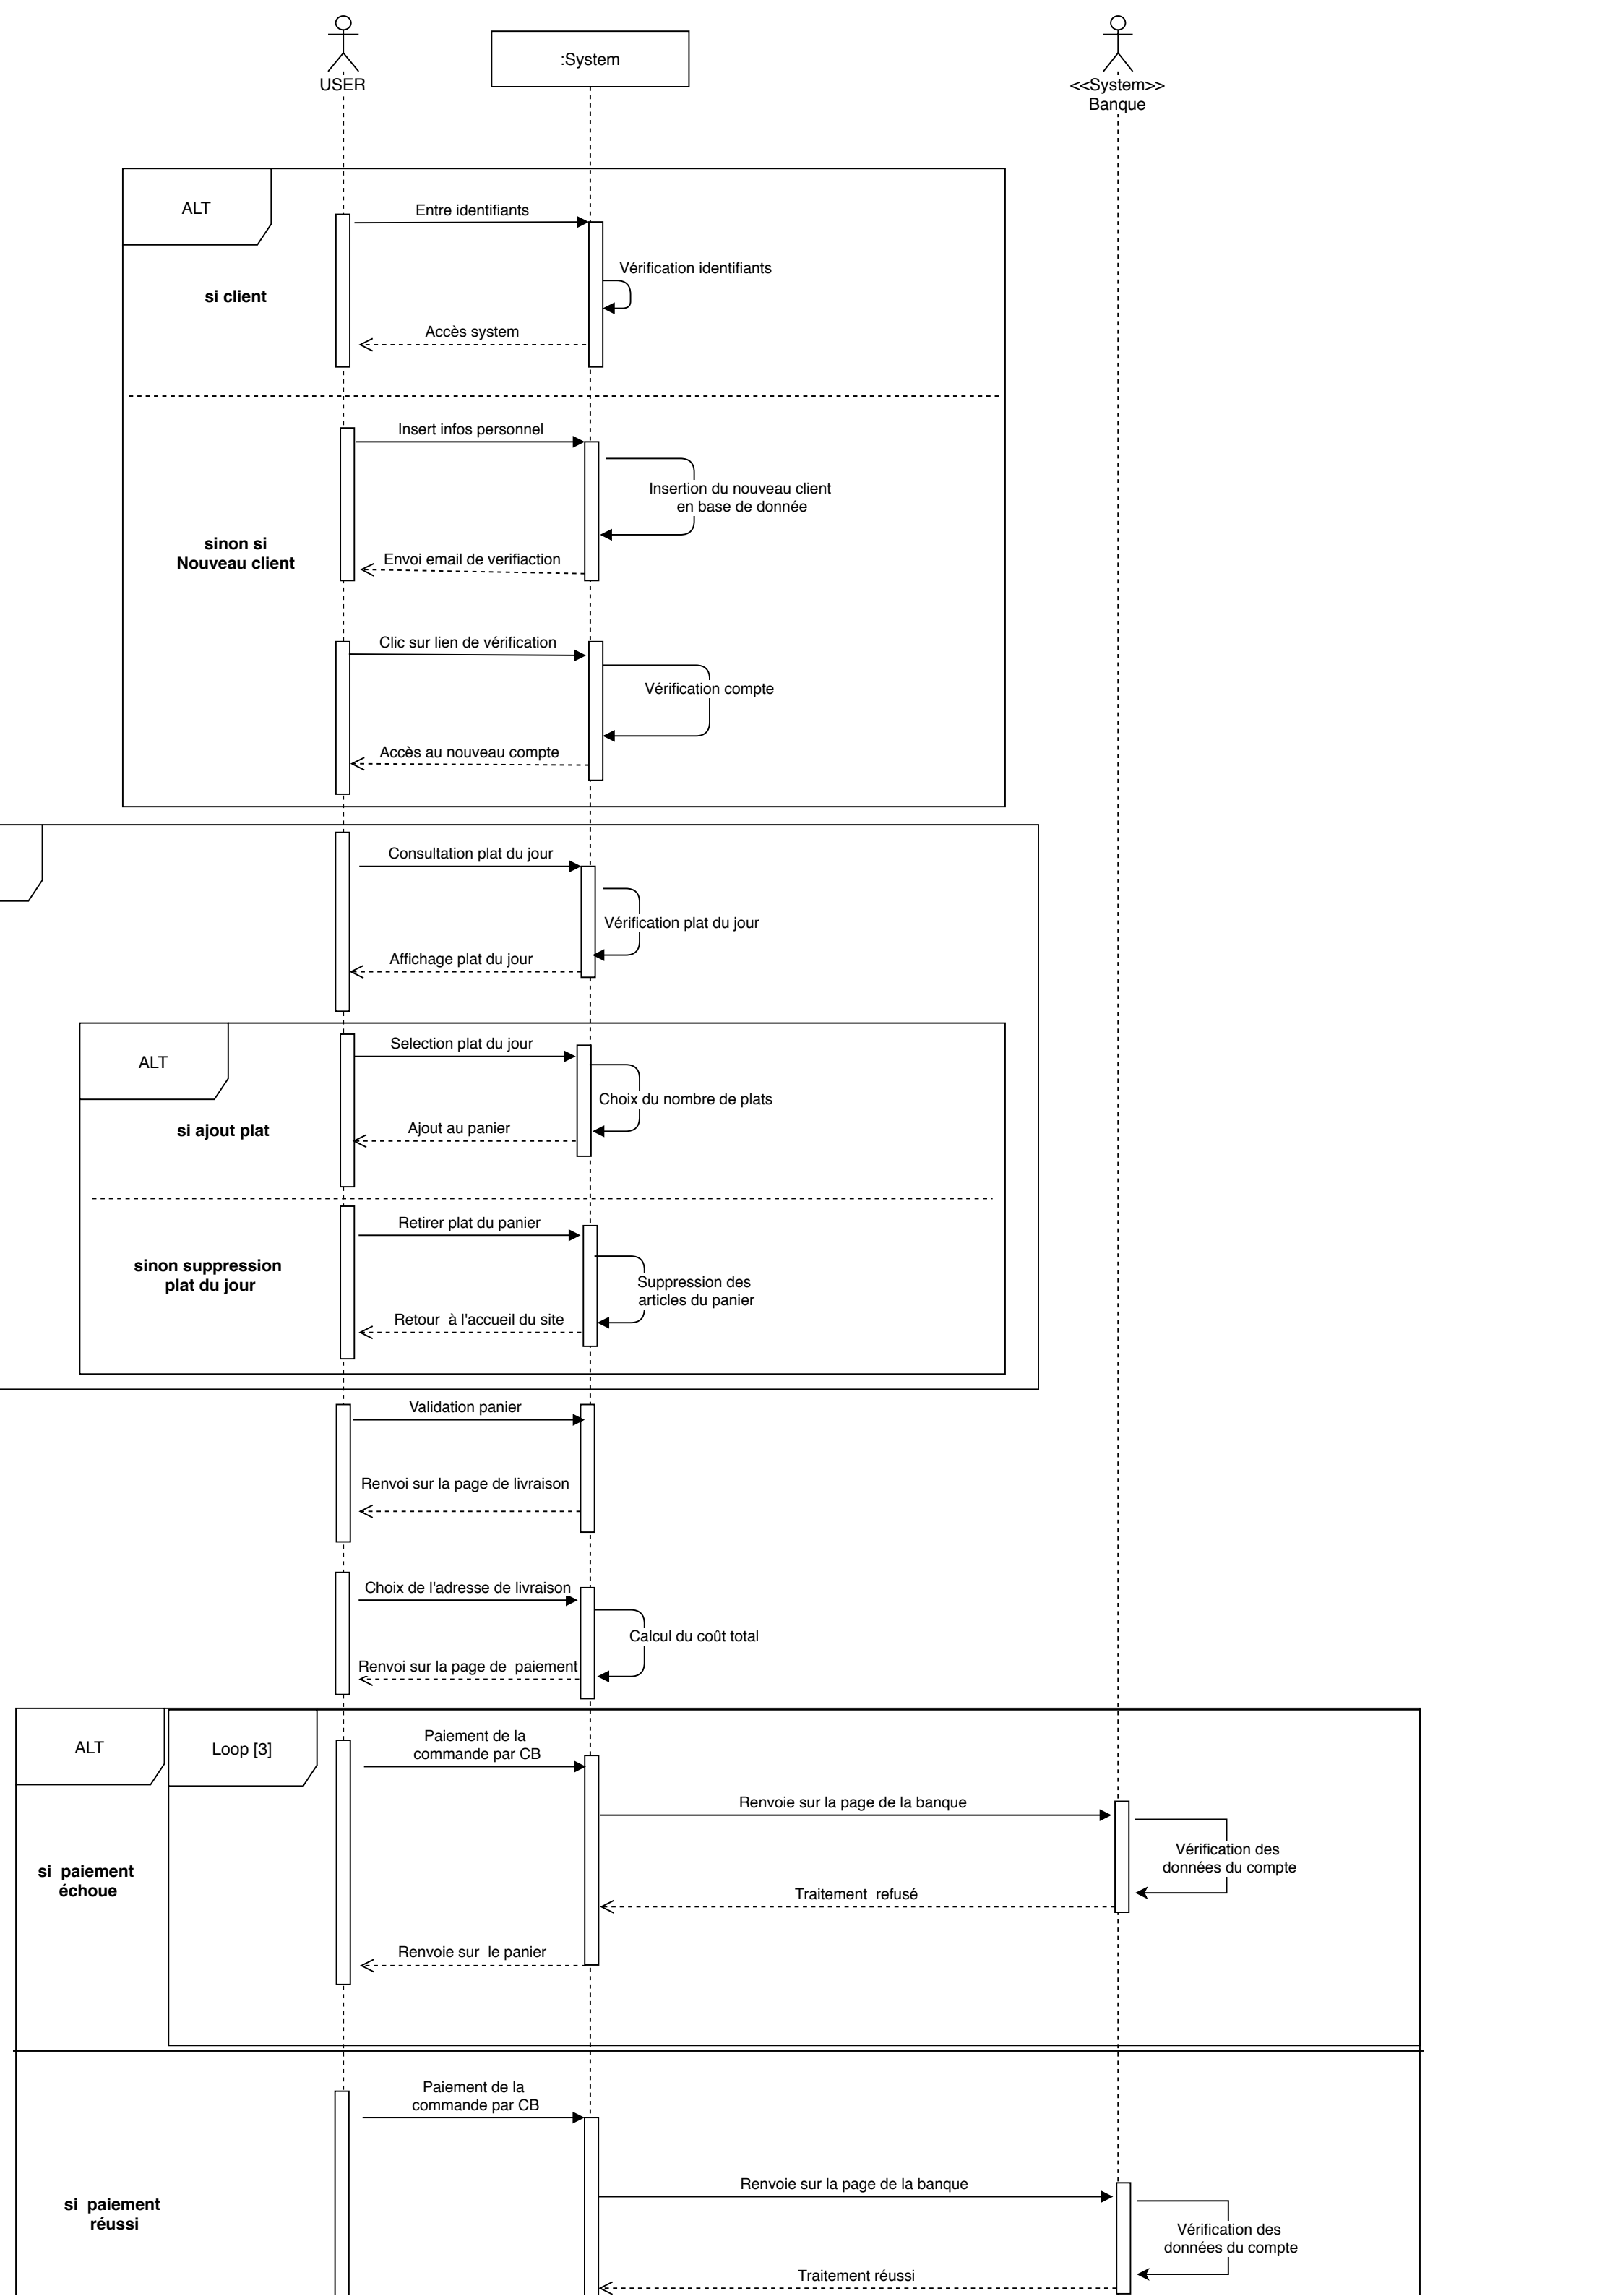 USER
:System
<<System>>
Banque
ALT
Entre identifiants
Vérification identifiants
si client
Accès system
Insert infos personnel
Insertion du nouveau client
en base de donnée
sinon si
Nouveau client
Envoi email de verifiaction
Clic sur lien de vérification
Vérification compte
Accès au nouveau compte
Consultation plat du jour
Vérification plat du jour
Affichage plat du jour
ALT
Selection plat du jour
Choix du nombre de plats
si ajout plat
Ajout au panier
Retirer plat du panier
sinon suppression
plat du jour
Suppression des
articles du panier
Retour à l'accueil du site
Validation panier
Renvoi sur la page de livraison
Choix de l'adresse de livraison
Calcul du coût total
Renvoi sur la page de paiement
ALT
Loop [3]
Paiement de la
commande par CB
Renvoie sur la page de la banque
Vérification des
données du compte
si paiement
échoue
Traitement refusé
Renvoie sur le panier
Paiement de la
commande par CB
Renvoie sur la page de la banque
si paiement
réussi
Vérification des
données du compte
Traitement réussi